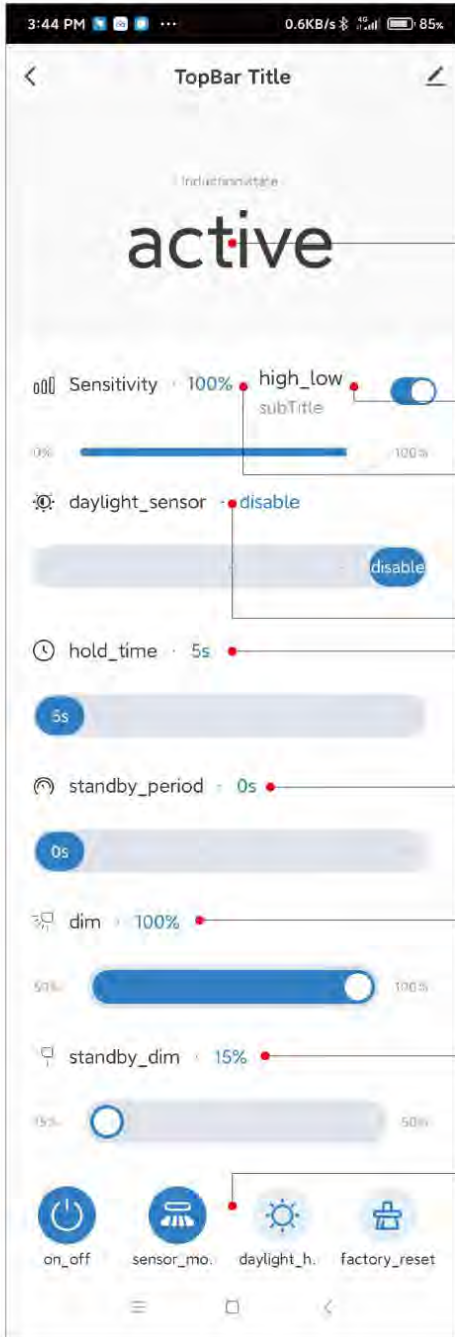 3:44 PM ··· 0.6KB/s 4G 85%
TopBar Title
active
Sensitivity · 100% high_low
subTitle
0% 100%
daylight_sensor · disable
disable
hold_time · 5s
5s
standby_period · 0s
0s
dim · 100%
50% 100%
standby_dim · 15%
15% 50%
on_off sensor_mo. daylight_h. factory_reset